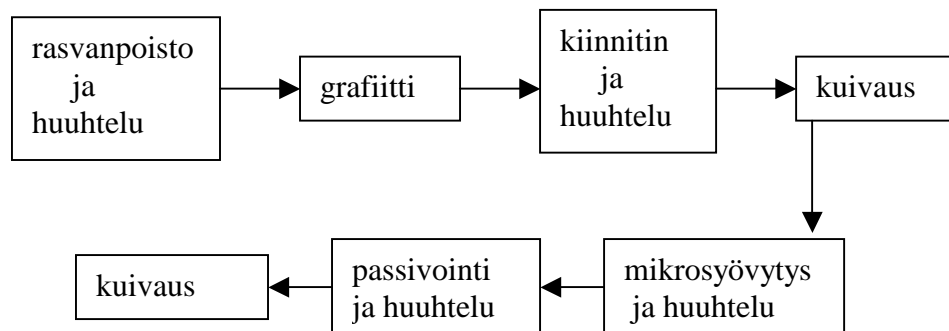 rasvanpoisto
ja
huuhtelu
grafiitti
kiinnitin
ja
huuhtelu
kuivaus
mikrosyövytys
ja huuhtelu
passivointi
ja huuhtelu
kuivaus